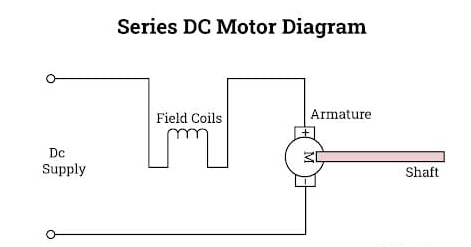 Series DC Motor Diagram
Field Coils
Armature
+
M
Dc
Supply
Shaft
−